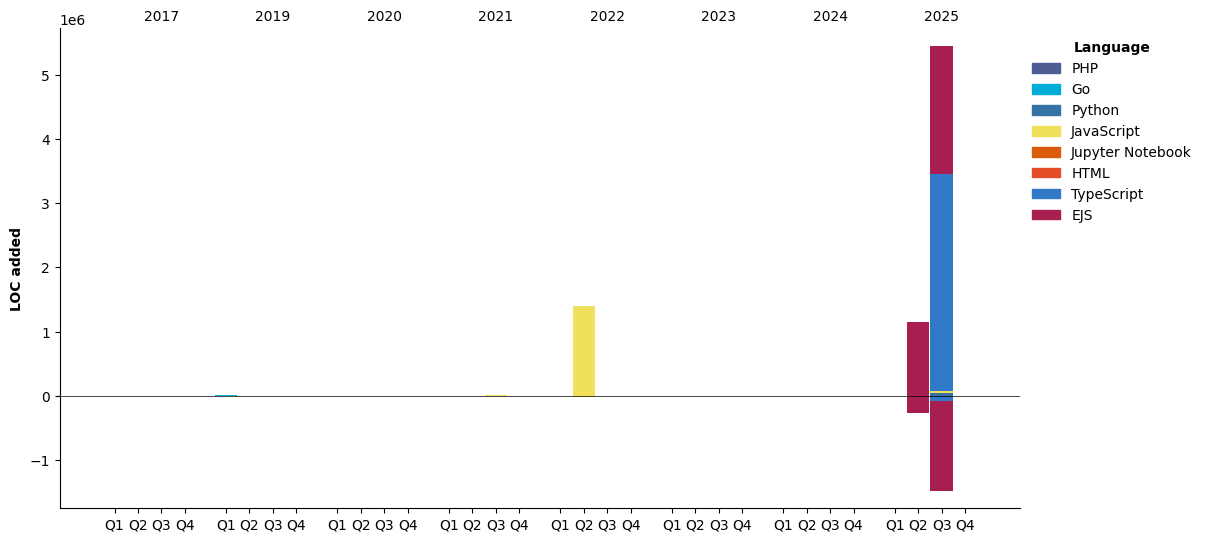 2017 2019 2020 2021 2022 2023 2024 2025
1e6
Language
PHP
Go
Python
JavaScript
Jupyter Notebook
HTML
TypeScript
EJS
5
4
3
2
1
0
−1
LOC added
Q1 Q2 Q3 Q4 Q1 Q2 Q3 Q4 Q1 Q2 Q3 Q4 Q1 Q2 Q3 Q4 Q1 Q2 Q3 Q4 Q1 Q2 Q3 Q4 Q1 Q2 Q3 Q4 Q1 Q2 Q3 Q4